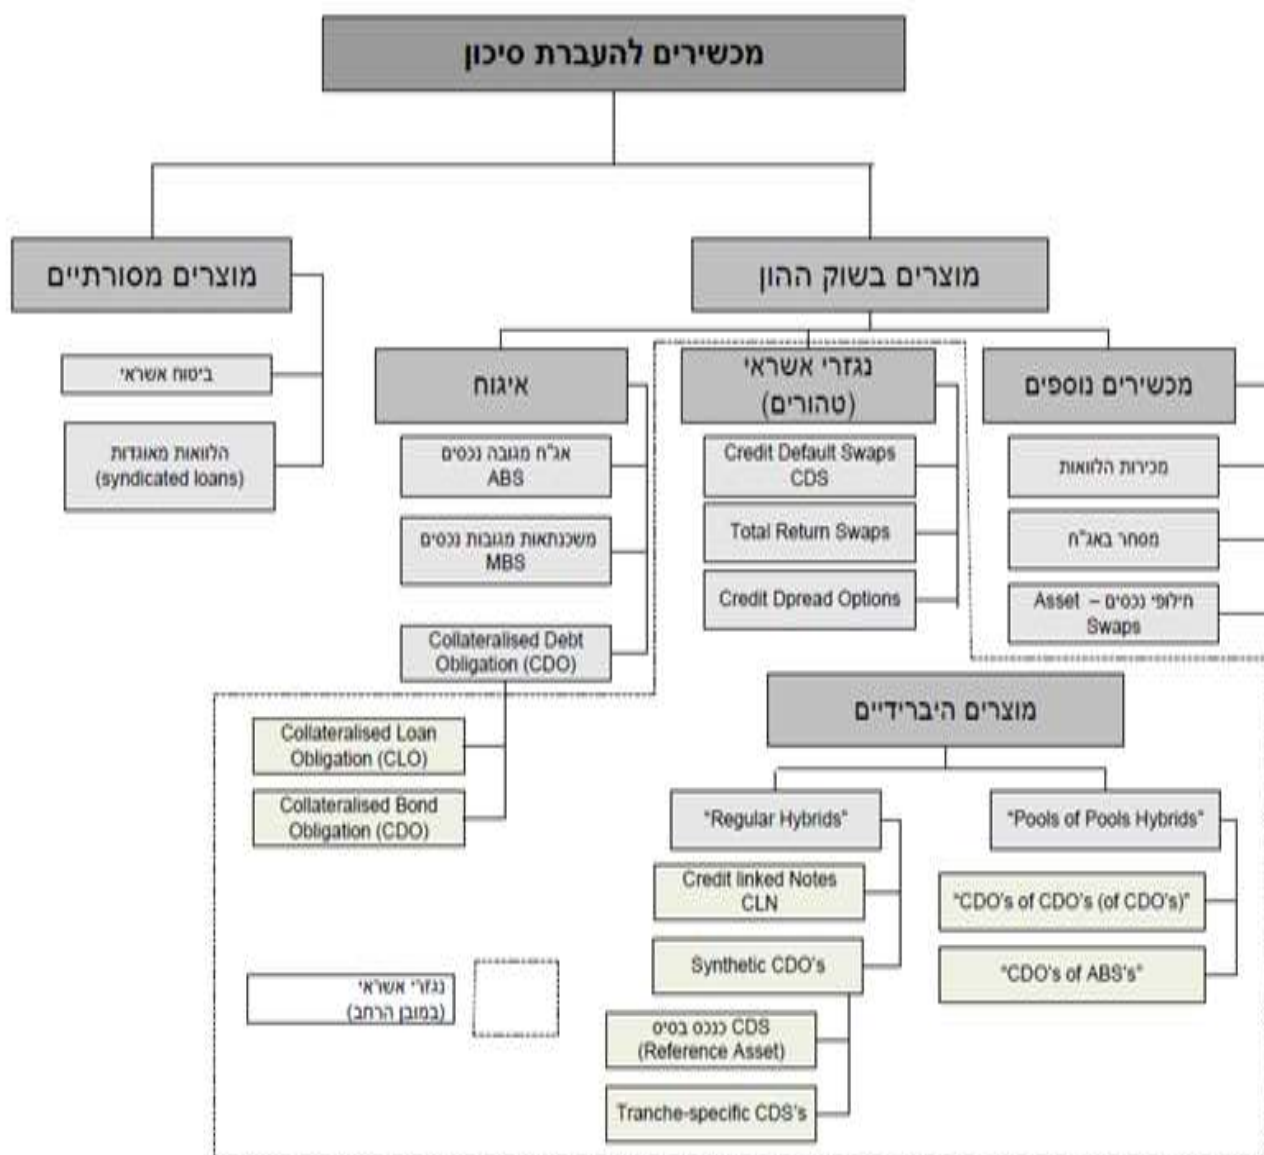 מכשירים להעברת סיכון
מוצרים בשוק ההון
מוצרים מסורתיים
ביטוח אשראי
הלוואות מאוגדות
(syndicated loans)
מכשירים נוספים
מכירות הלוואות
מסחר באג"ח
חילופי נכסים – Asset
Swaps
נגזרי אשראי
(טהורים)
Credit Default Swaps
CDS
Total Return Swaps
Credit Dpread Options
איגוח
אג"ח מגובה נכסים
ABS
משכנתאות מגובות נכסים
MBS
Collateralised Debt
Obligation (CDO)
Collateralised Loan
Obligation (CLO)
Collateralised Bond
Obligation (CDO)
מוצרים היברידיים
"Regular Hybrids"
Credit linked Notes
CLN
Synthetic CDO's
CDS כנכס בסיס
(Reference Asset)
Tranche-specific CDS's
"Pools of Pools Hybrids"
"CDO's of CDO's (of CDO's)"
"CDO's of ABS's"
נגזרי אשראי
(במובן הרחב)